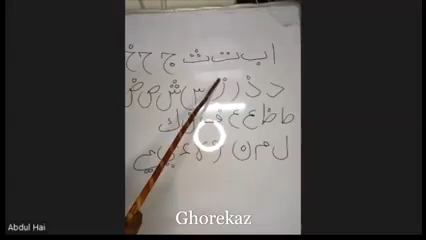 ا ب ت ث ج ح خ
د ذ ر ز س ش ص ض
ط ظ ع غ ف ق ك
ل م ن
Ghorekaz
Abdul Hai